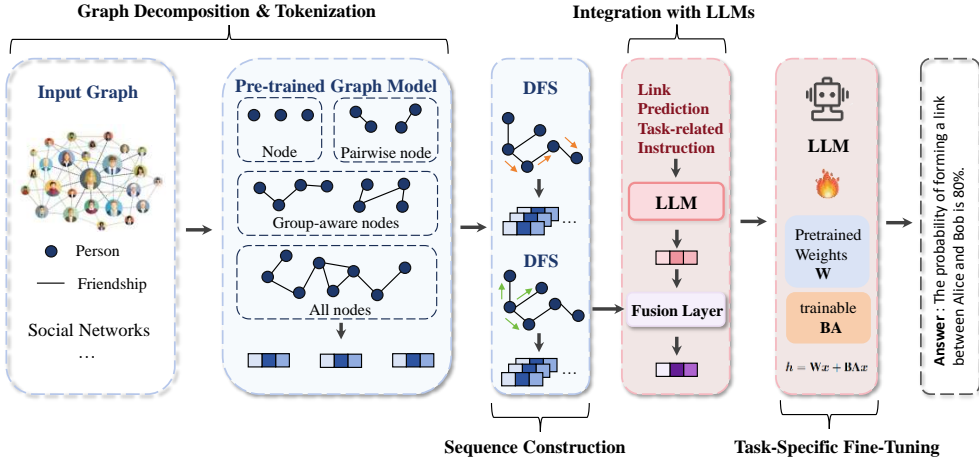 Graph Decomposition & Tokenization
Integration with LLMs
Input Graph
Person
Friendship
Social Networks
…
Pre-trained Graph Model
Node
Pairwise node
Group-aware nodes
All nodes
DFS
…
DFS
…
Link
Prediction
Task-related
Instruction
LLM
Fusion Layer
LLM
Pretrained
Weights
W
trainable
BA
h = Wx + BAx
Answer : The probability of forming a link
between Alice and Bob is 80%.
Sequence Construction
Task-Specific Fine-Tuning